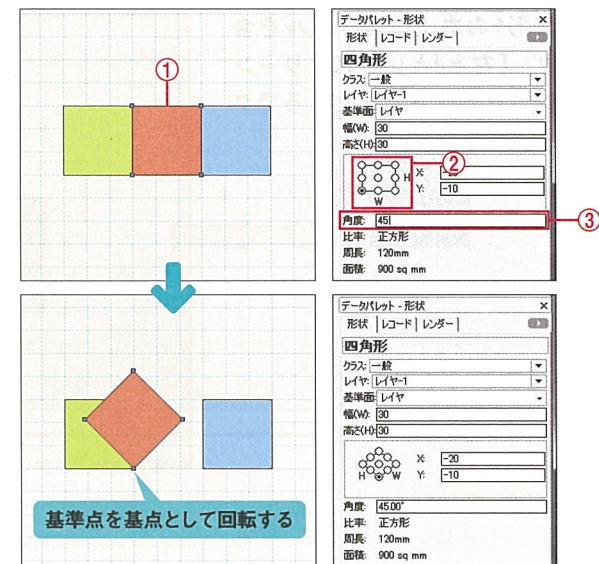 ①
データパレット - 形状 ×
形状 レコード レンダー
四角形
クラス: 一般
レイヤ: レイヤ-1
基準面: レイヤ
幅(W): 30
高さ(H): 30
②
H
W
X: -20
Y: -10
角度: 45
③
比率: 正方形
周長: 120mm
面積: 900 sq mm
基準点を基点として回転する
データパレット - 形状 ×
形状 レコード レンダー
四角形
クラス: 一般
レイヤ: レイヤ-1
基準面: レイヤ
幅(W): 30
高さ(H): 30
H W
X: -20
Y: -10
角度: 45.00°
比率: 正方形
周長: 120mm
面積: 900 sq mm